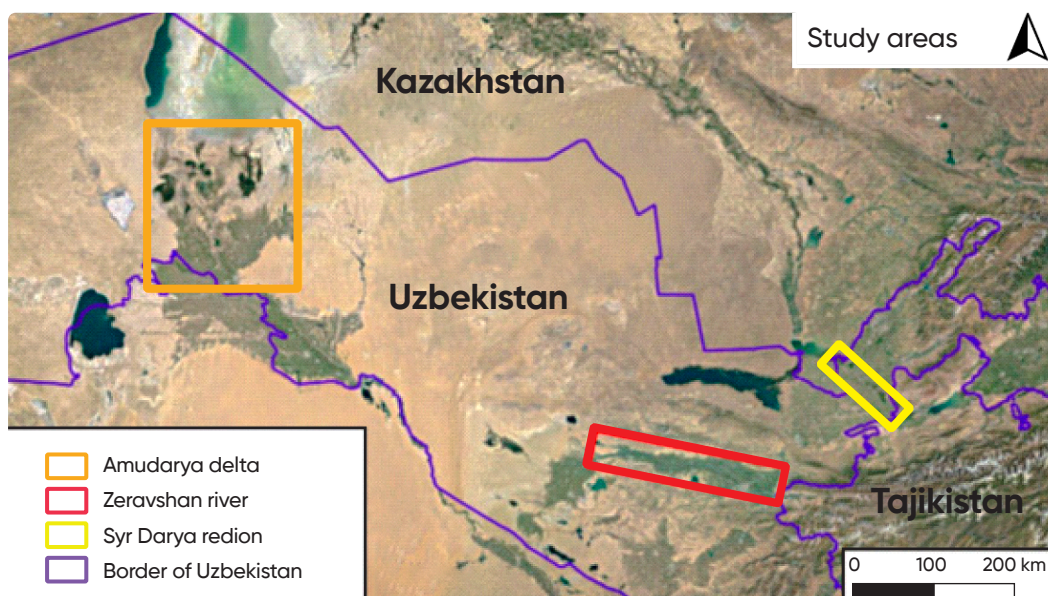 Study areas
Kazakhstan
Uzbekistan
Tajikistan
Amudarya delta
Zeravshan river
Syr Darya redion
Border of Uzbekistan
0 100 200 km